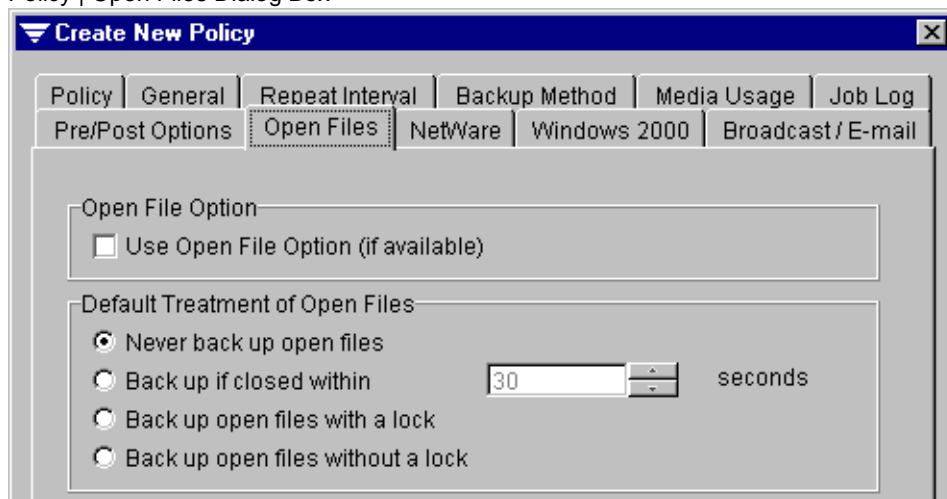 Policy | Open Files Dialog Box
Create New Policy
Policy General Repeat Interval Backup Method Media Usage Job Log
Pre/Post Options Open Files NetWare Windows 2000 Broadcast / E-mail
Open File Option
Use Open File Option (if available)
Default Treatment of Open Files
Never back up open files
Back up if closed within 30 seconds
Back up open files with a lock
Back up open files without a lock